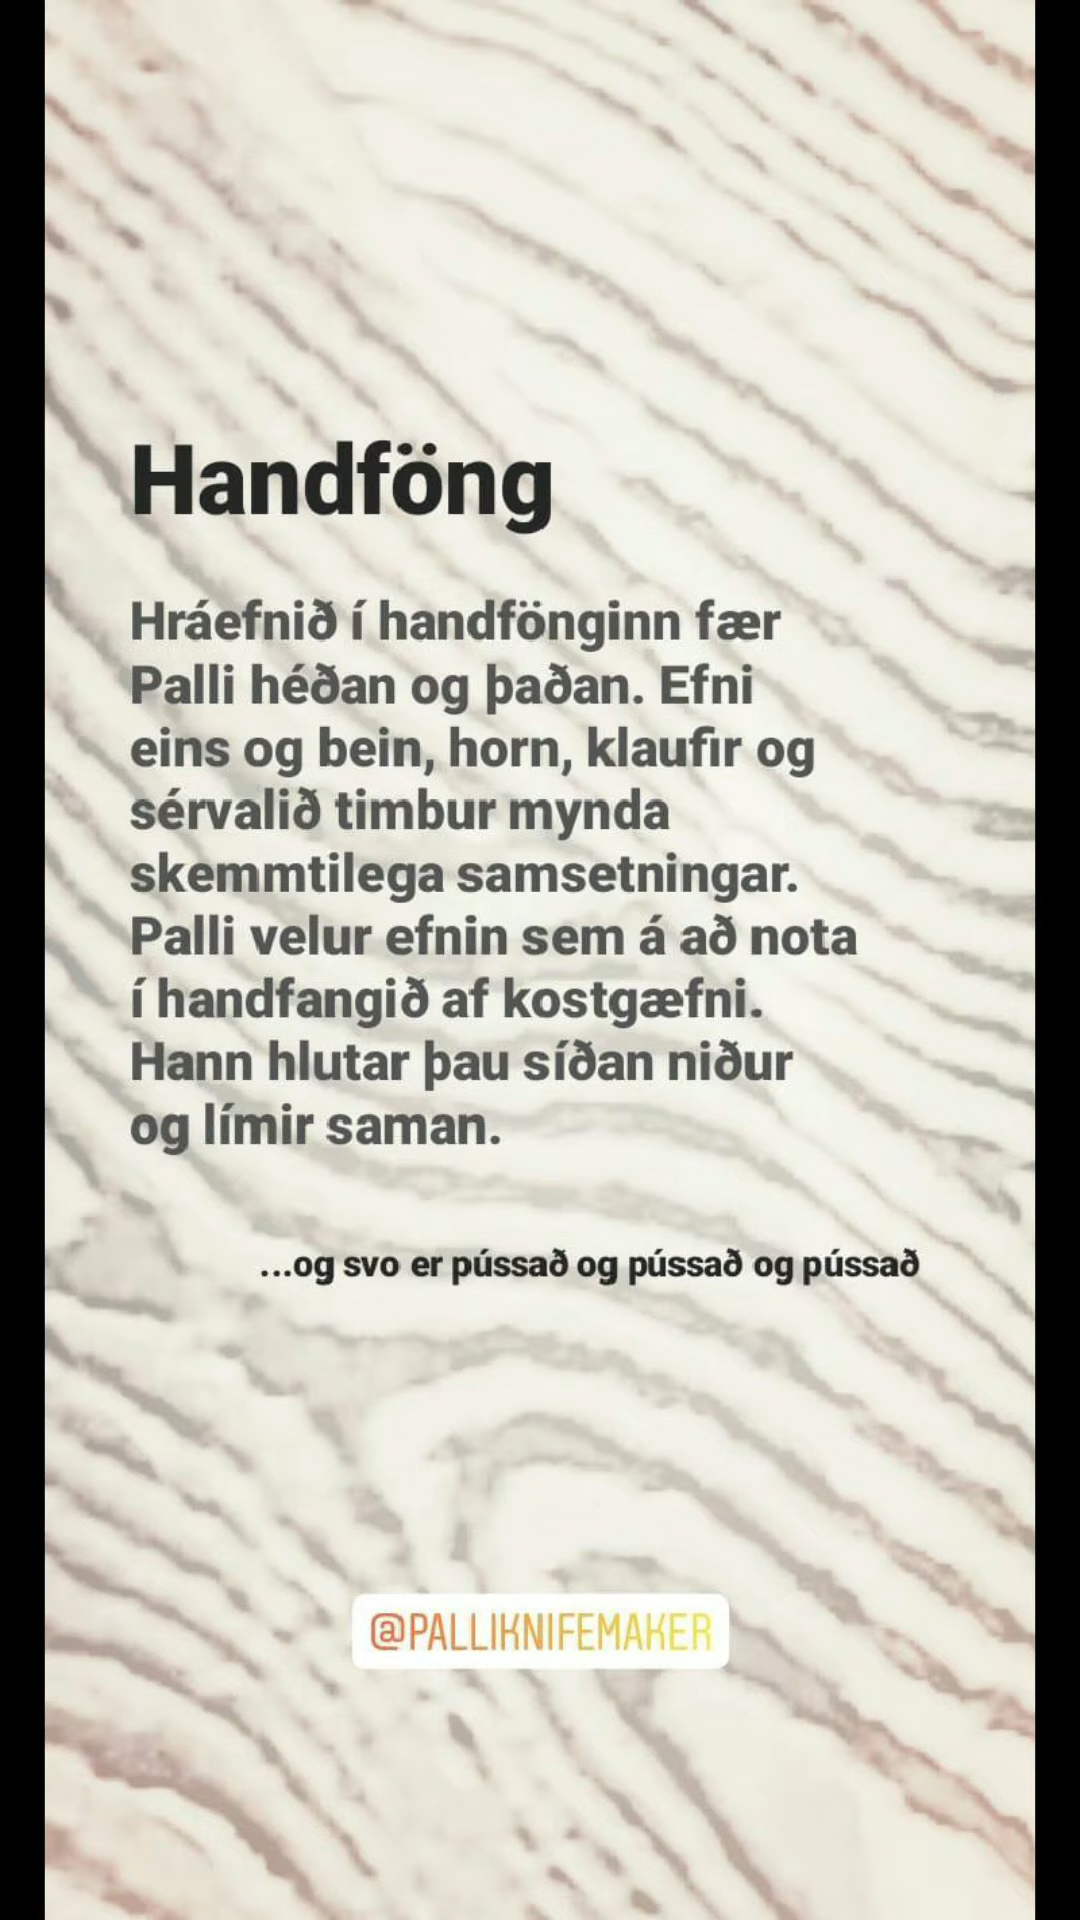 Handföng
Hráefnið í handfönginn fær
Palli héðan og þaðan. Efni
eins og bein, horn, klaufir og
sérvalið timbur mynda
skemmtilega samsetningar.
Palli velur efnin sem á að nota
í handfangið af kostgæfni.
Hann hlutar þau síðan niður
og límir saman.
...og svo er pússað og pússað og pússað
@PALLIKNIFEMAKER